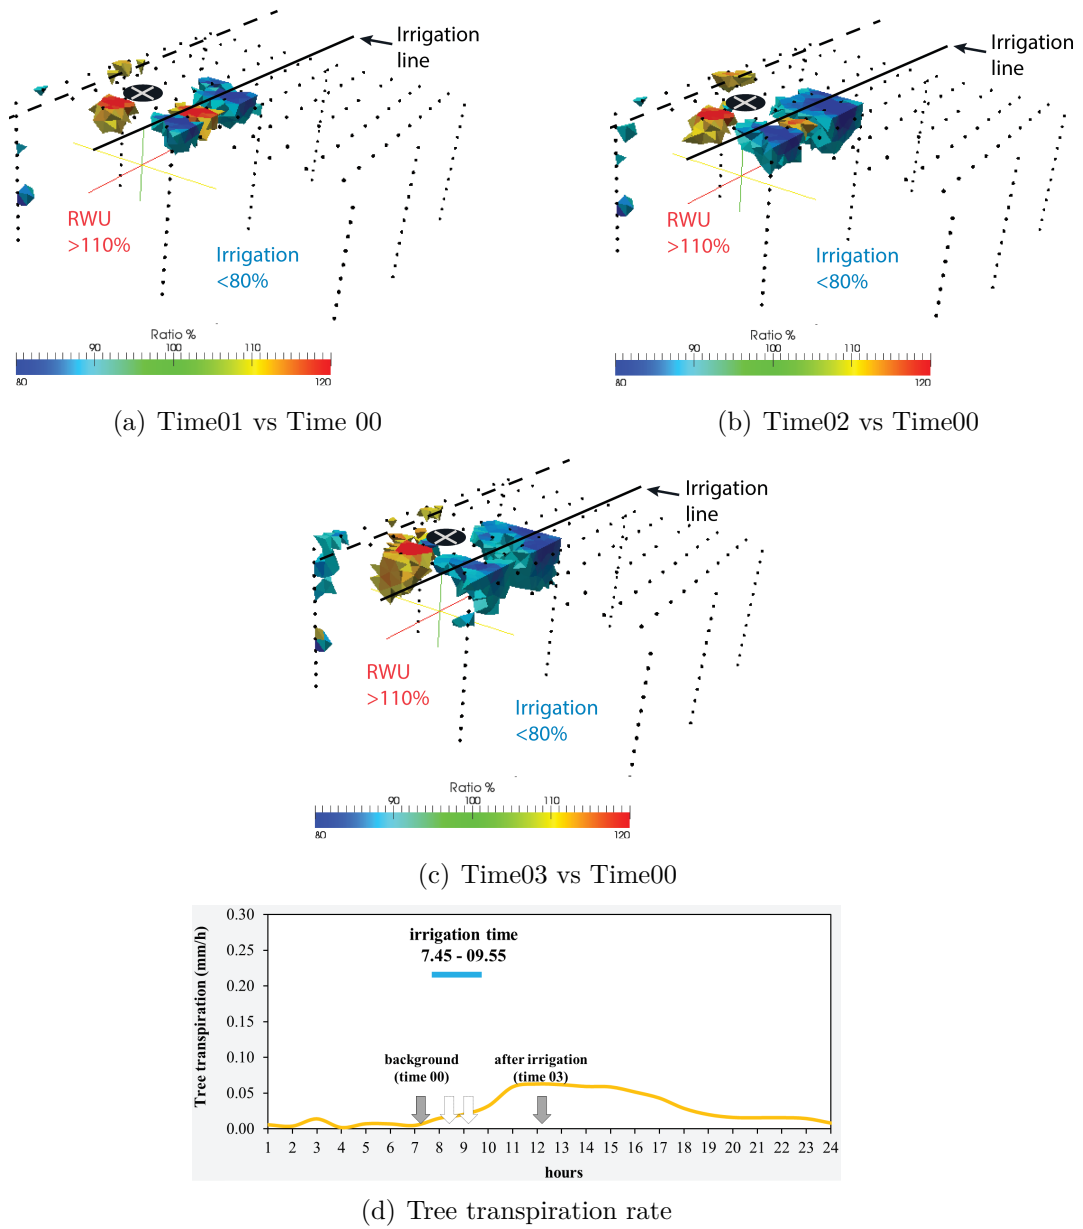 Irrigation
line
RWU
>110%
Irrigation
<80%
Ratio %
90
100
110
80
120
(a) Time01 vs Time 00
Irrigation
line
RWU
>110%
Irrigation
<80%
Ratio %
90
100
110
80
120
(b) Time02 vs Time00
Irrigation
line
RWU
>110%
Irrigation
<80%
Ratio %
90
100
110
80
120
(c) Time03 vs Time00
Tree transpiration (mm/h)
0.30
0.25
0.20
0.15
0.10
0.05
0.00
irrigation time
7.45 - 09.55
background
(time 00)
after irrigation
(time 03)
1 2 3 4 5 6 7 8 9 10 11 12 13 14 15 16 17 18 19 20 21 22 23 24
hours
(d) Tree transpiration rate